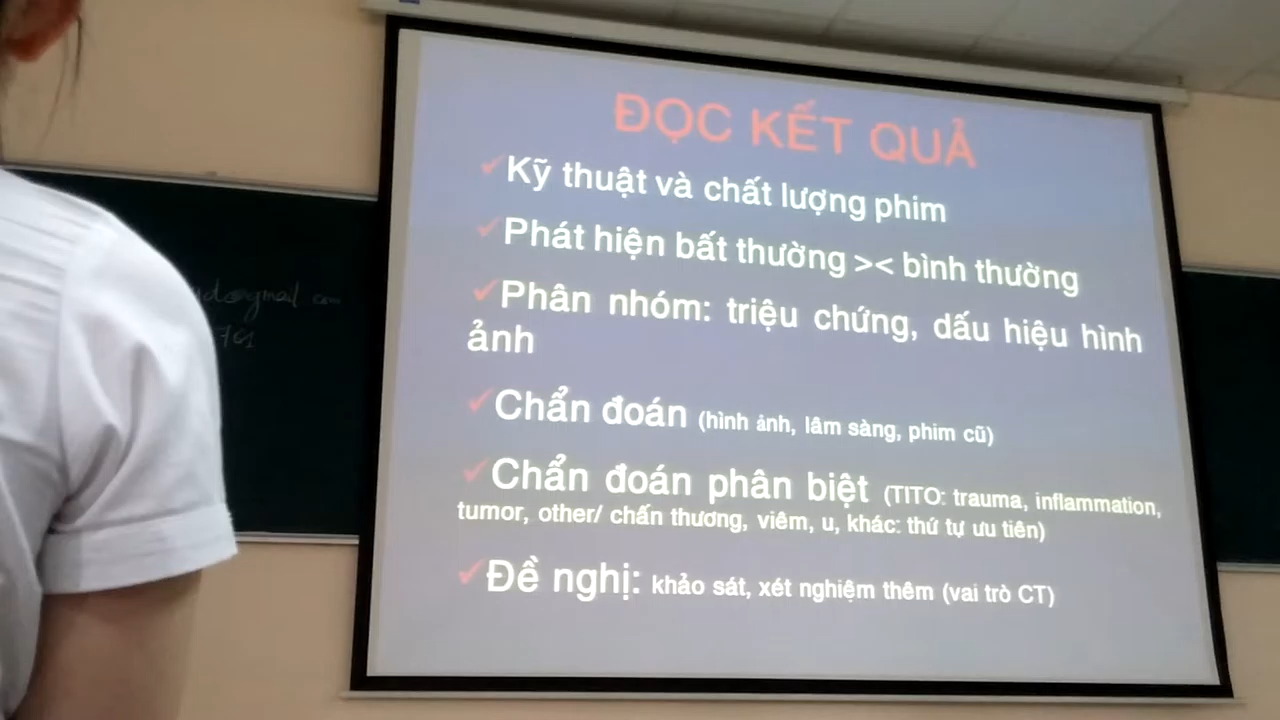 ĐỌC KẾT QUẢ
✓Kỹ thuật và chất lượng phim
✓Phát hiện bất thường >< bình thường
✓Phân nhóm: triệu chứng, dấu hiệu hình
ảnh
✓Chẩn đoán (hình ảnh, lâm sàng, phim cũ)
✓Chẩn đoán phân biệt (TITO: trauma, inflammation,
tumor, other/ chấn thương, viêm, u, khác: thứ tự ưu tiên)
✓Đề nghị: khảo sát, xét nghiệm thêm (vai trò CT)